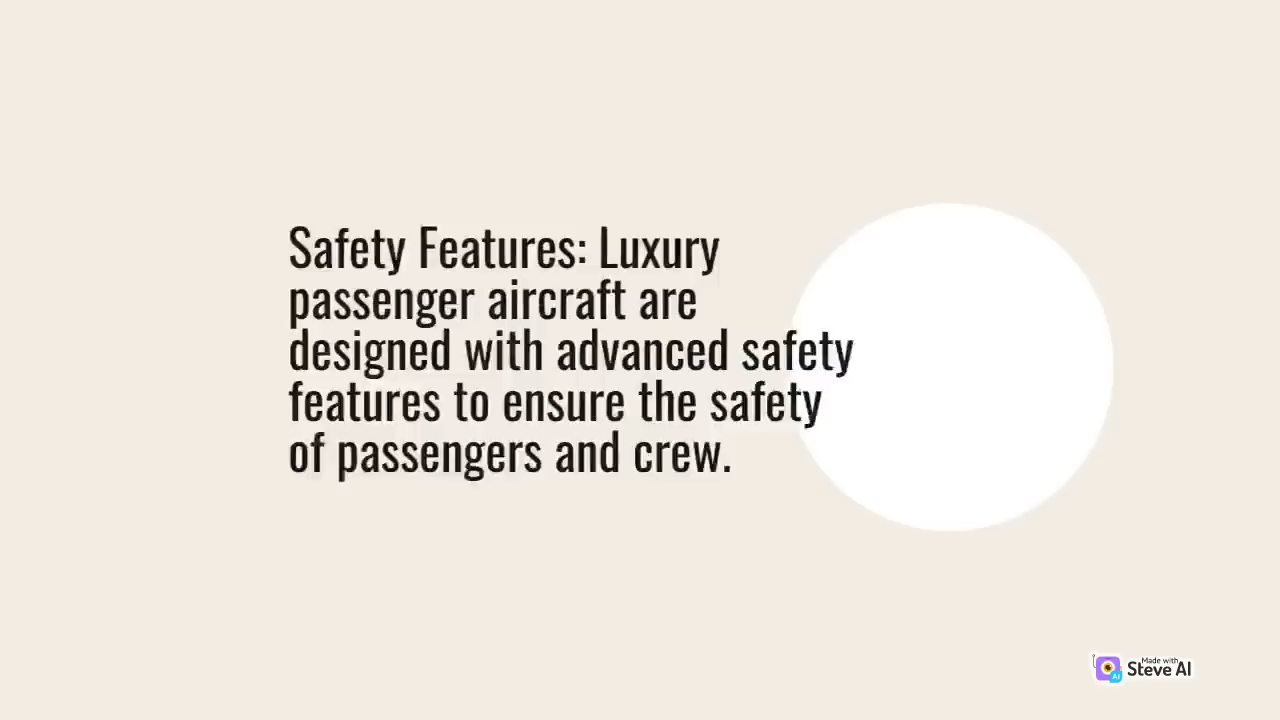 Safety Features: Luxury
passenger aircraft are
designed with advanced safety
features to ensure the safety
of passengers and crew.
Made with
Steve AI
AI